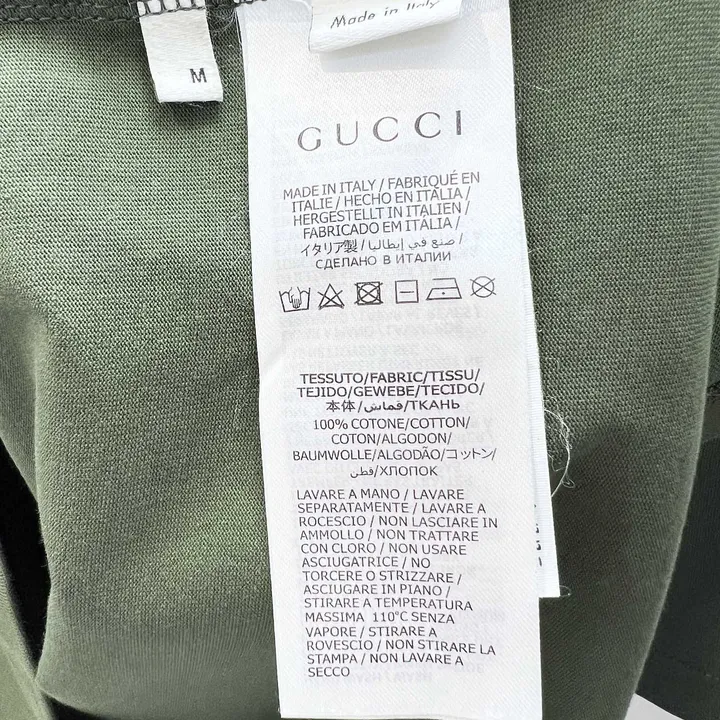 Made in Italy
M
GUCCI
MADE IN ITALY / FABRIQUÉ EN
ITALIE / HECHO EN ITALIA /
HERGESTELLT IN ITALIEN /
FABRICADO EM ITÁLIA /
イタリア製 / صنع في إيطاليا /
СДЕЛАНО В ИТАЛИИ
TESSUTO/FABRIC/TISSU/
TEJIDO/GEWEBE/TECIDO/
本体/قماش/ТКАНЬ
100% COTONE/COTTON/
COTON/ALGODON/
BAUMWOLLE/ALGODÃO/コットン/
قطن/ХЛОПОК
LAVARE A MANO / LAVARE
SEPARATAMENTE / LAVARE A
ROCESCIO / NON LASCIARE IN
AMMOLLO / NON TRATTARE
CON CLORO / NON USARE
ASCIUGATRICE / NO
TORCERE O STRIZZARE /
ASCIUGARE IN PIANO /
STIRARE A TEMPERATURA
MASSIMA 110°C SENZA
VAPORE / STIRARE A
ROVESCIO / NON STIRARE LA
STAMPA / NON LAVARE A
SECCO